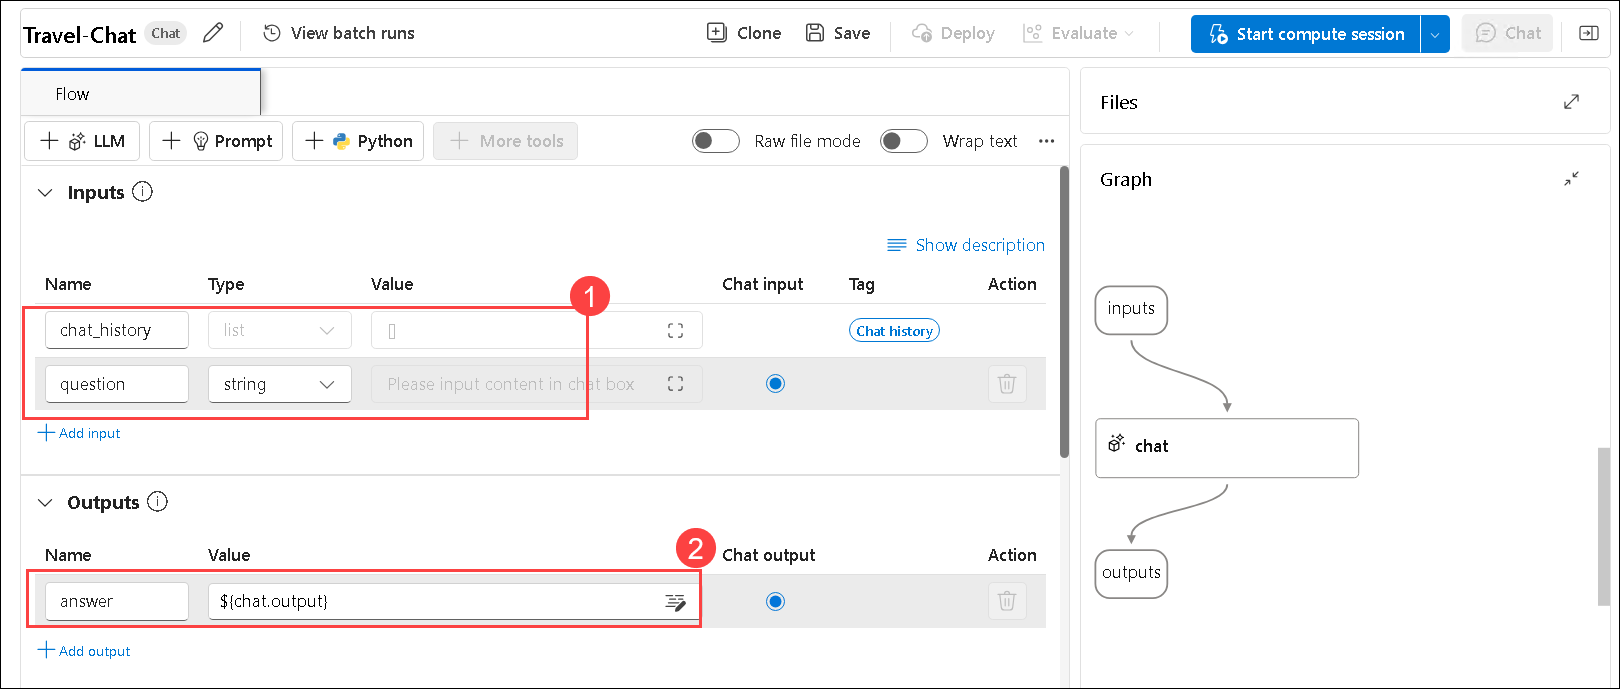 Travel-Chat Chat View batch runs Clone Save Deploy Evaluate Start compute session Chat
Flow
LLM Prompt Python More tools Raw file mode Wrap text
Inputs
Show description
Name Type Value Chat input Tag Action
1
chat_history list [] Chat history
question string Please input content in chat box
Add input
Outputs
Name Value Chat output Action
2
answer ${chat.output}
Add output
Files
Graph
inputs
chat
outputs